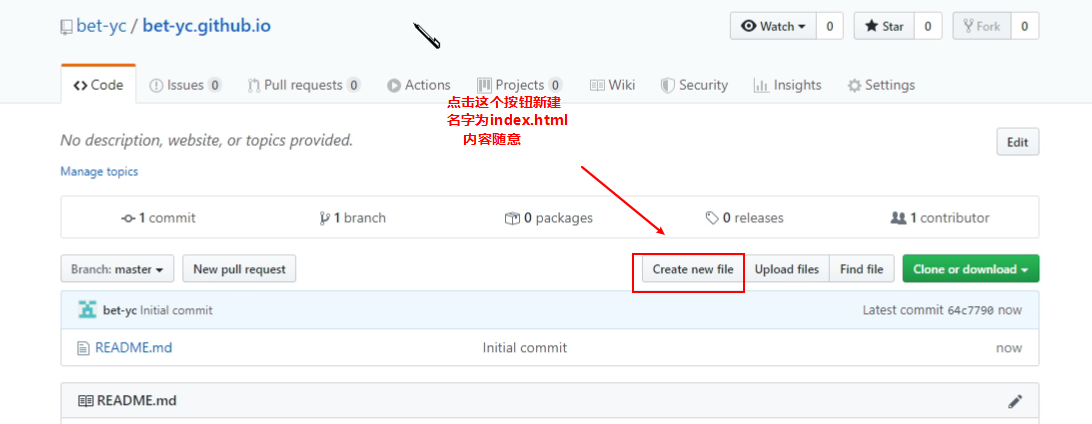 bet-yc / bet-yc.github.io
Watch 0 Star 0 Fork 0
Code Issues 0 Pull requests 0 Actions Projects 0 Wiki Security Insights Settings
点击这个按钮新建
名字为index.html
内容随意
No description, website, or topics provided. Edit
Manage topics
1 commit 1 branch 0 packages 0 releases 1 contributor
Branch: master New pull request Create new file Upload files Find file Clone or download
bet-yc Initial commit Latest commit 64c7790 now
README.md Initial commit now
README.md